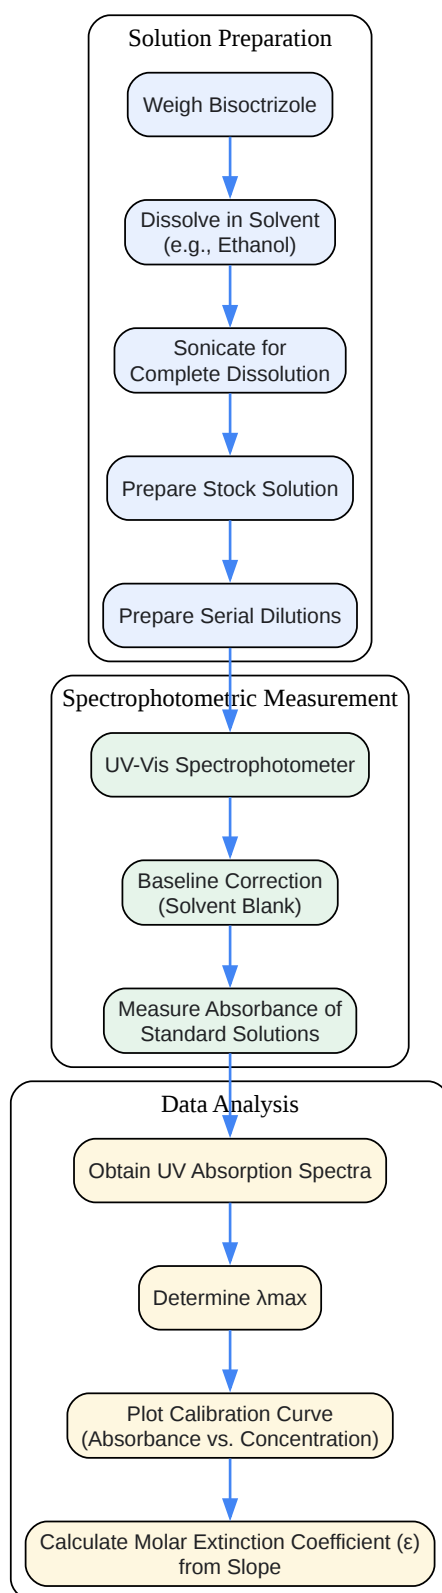 Solution Preparation
Weigh Bisoctrizole
Dissolve in Solvent
(e.g., Ethanol)
Sonicate for
Complete Dissolution
Prepare Stock Solution
Prepare Serial Dilutions
Spectrophotometric Measurement
UV-Vis Spectrophotometer
Baseline Correction
(Solvent Blank)
Measure Absorbance of
Standard Solutions
Data Analysis
Obtain UV Absorption Spectra
Determine λmax
Plot Calibration Curve
(Absorbance vs. Concentration)
Calculate Molar Extinction Coefficient (ε)
from Slope